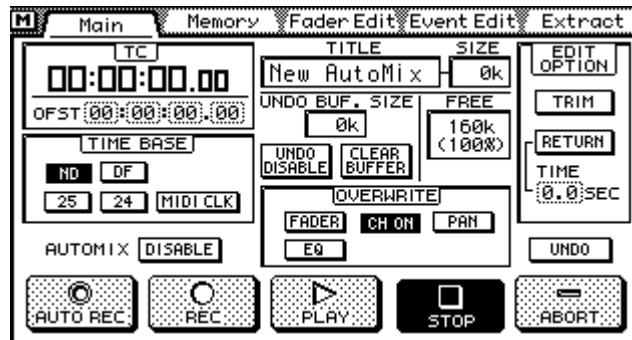 M Main Memory Fader Edit Event Edit Extract
TC
00:00:00.00
OFST 00:00:00.00
TITLE
New AutoMix
SIZE
0k
EDIT
OPTION
TRIM
RETURN
TIME
0.0 SEC
UNDO BUF. SIZE
0k
UNDO
DISABLE
CLEAR
BUFFER
FREE
160k
(100%)
TIME BASE
ND DF
25 24 MIDI CLK
OVERWRITE
FADER CH ON PAN
EQ
AUTOMIX DISABLE
UNDO
AUTO REC REC PLAY STOP ABORT